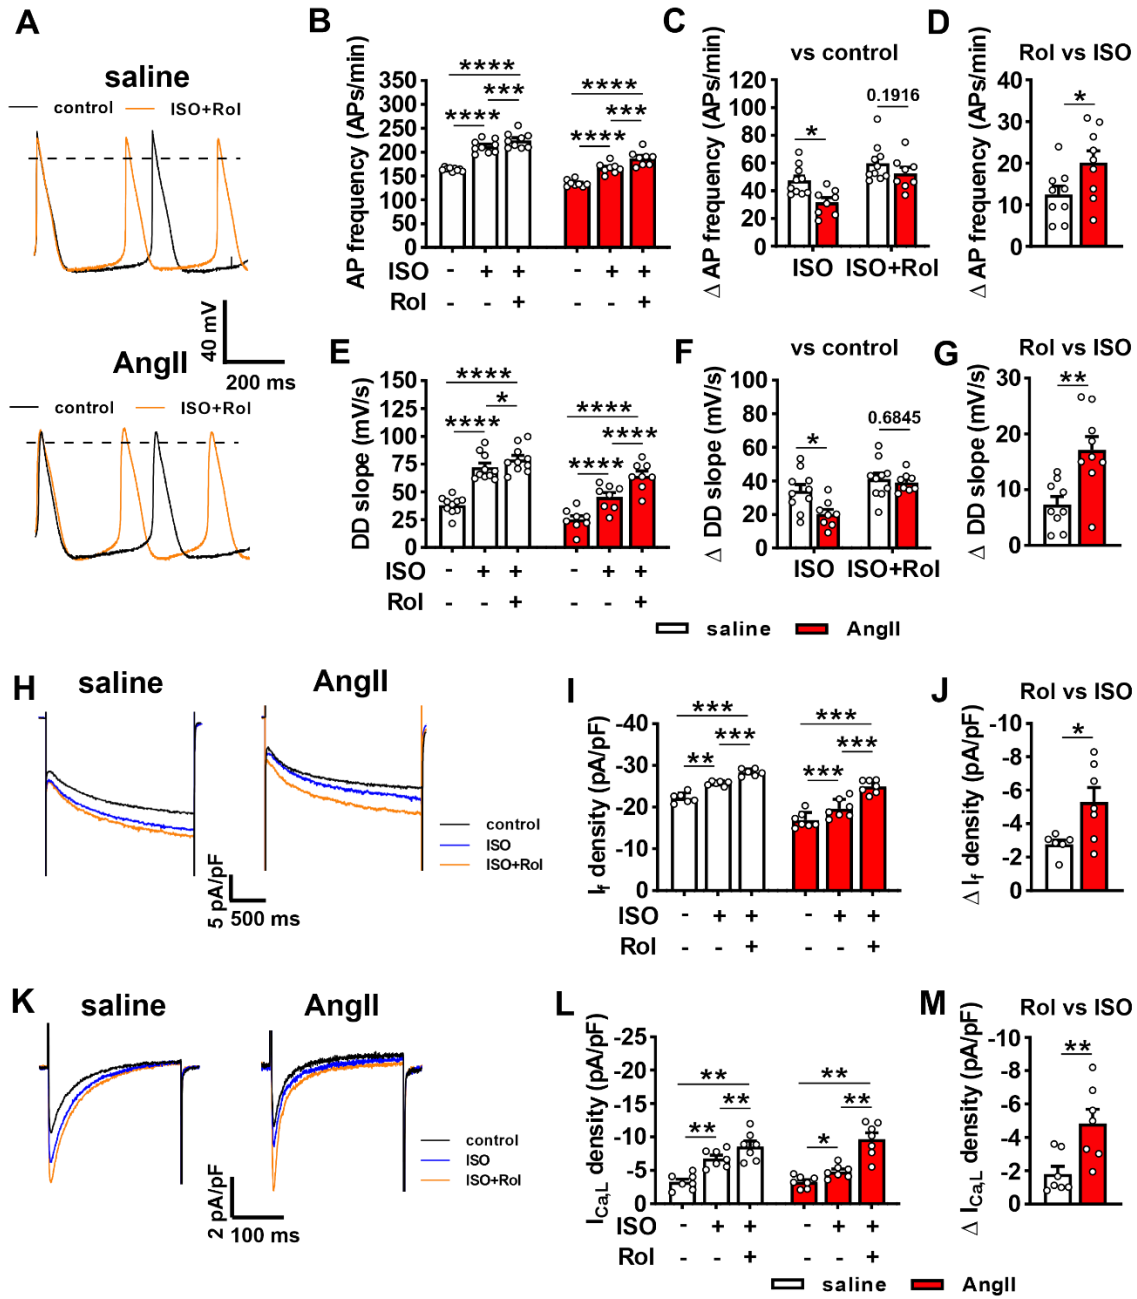 A
saline
control
ISO+Rol
40 mV
200 ms
AngII
control
ISO+Rol
B
AP frequency (APs/min)
350
300
250
200
150
100
50
0
****
***
****
****
***
****
ISO
- + + - + +
Rol
- - + - - +
C
vs control
Δ AP frequency (APs/min)
120
100
80
60
40
20
0
*
0.1916
ISO
ISO+Rol
D
Rol vs ISO
Δ AP frequency (APs/min)
40
30
20
10
0
*
E
DD slope (mV/s)
150
125
100
75
50
25
0
****
*
****
****
****
****
ISO
- + + - + +
Rol
- - + - - +
F
vs control
Δ DD slope (mV/s)
100
80
60
40
20
0
*
0.6845
ISO
ISO+Rol
G
Rol vs ISO
Δ DD slope (mV/s)
30
20
10
0
**
saline
AngII
H
saline
AngII
control
ISO
ISO+Rol
5 pA/pF
500 ms
I
If density (pA/pF)
-40
-30
-20
-10
0
***
***
**
***
***
***
ISO
- + + - + +
Rol
- - + - - +
J
Rol vs ISO
Δ If density (pA/pF)
-10
-8
-6
-4
-2
0
*
K
saline
AngII
control
ISO
ISO+Rol
2 pA/pF
100 ms
L
ICa,L density (pA/pF)
-25
-20
-15
-10
-5
0
**
**
**
**
**
*
ISO
- + + - + +
Rol
- - + - - +
M
Rol vs ISO
Δ ICa,L density (pA/pF)
-10
-8
-6
-4
-2
0
**
saline
AngII